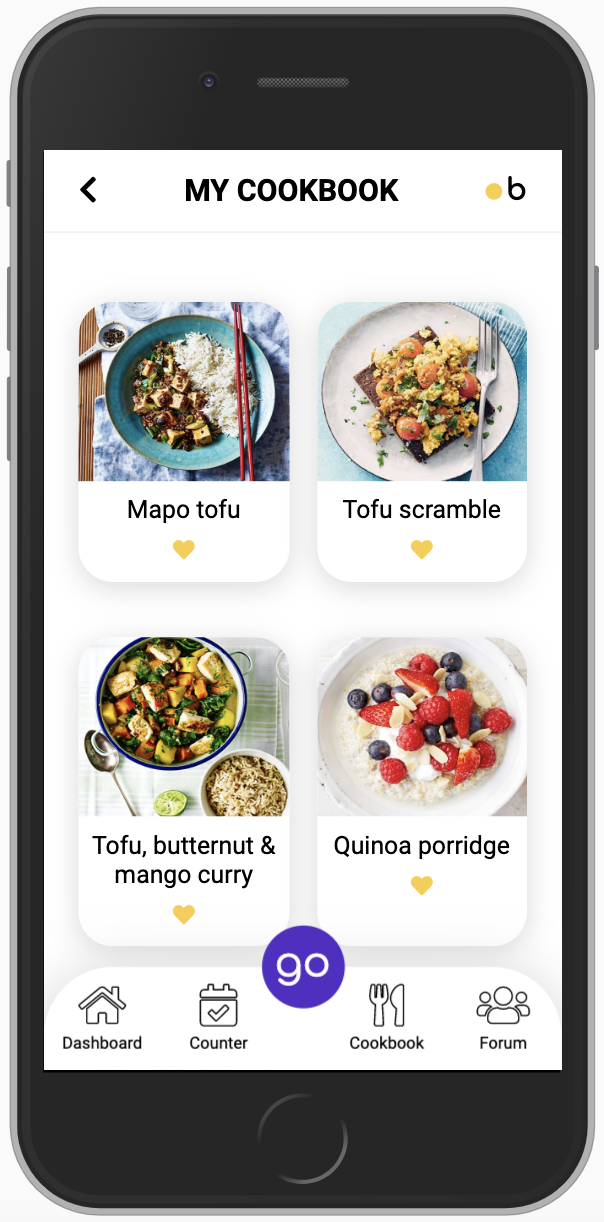 MY COOKBOOK
b
Mapo tofu
Tofu scramble
Tofu, butternut &
mango curry
Quinoa porridge
go
Dashboard
Counter
Cookbook
Forum